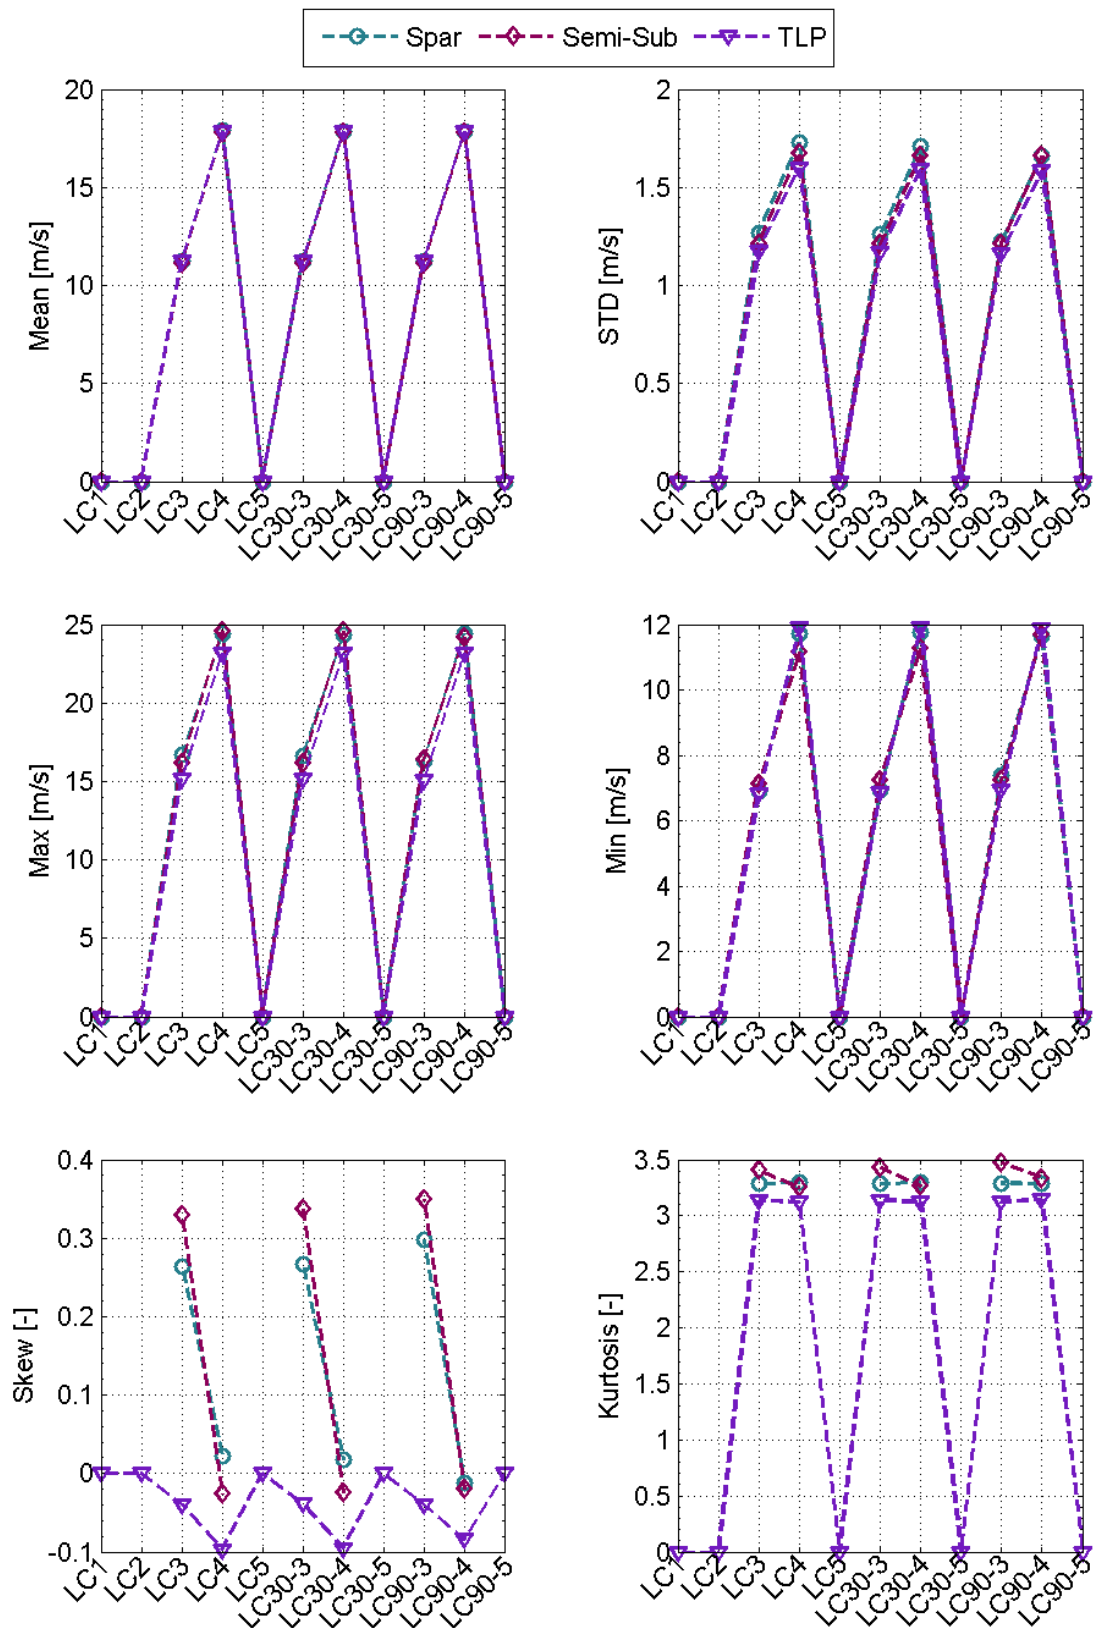 Spar Semi-Sub TLP
Mean [m/s]
20
15
10
5
0
LC1 LC2 LC3 LC4 LC5 LC30-3 LC30-4 LC30-5 LC90-3 LC90-4 LC90-5
STD [m/s]
2
1.5
1
0.5
0
LC1 LC2 LC3 LC4 LC5 LC30-3 LC30-4 LC30-5 LC90-3 LC90-4 LC90-5
Max [m/s]
25
20
15
10
5
0
LC1 LC2 LC3 LC4 LC5 LC30-3 LC30-4 LC30-5 LC90-3 LC90-4 LC90-5
Min [m/s]
12
10
8
6
4
2
0
LC1 LC2 LC3 LC4 LC5 LC30-3 LC30-4 LC30-5 LC90-3 LC90-4 LC90-5
Skew [-]
0.4
0.3
0.2
0.1
0
-0.1
LC1 LC2 LC3 LC4 LC5 LC30-3 LC30-4 LC30-5 LC90-3 LC90-4 LC90-5
Kurtosis [-]
3.5
3
2.5
2
1.5
1
0.5
0
LC1 LC2 LC3 LC4 LC5 LC30-3 LC30-4 LC30-5 LC90-3 LC90-4 LC90-5